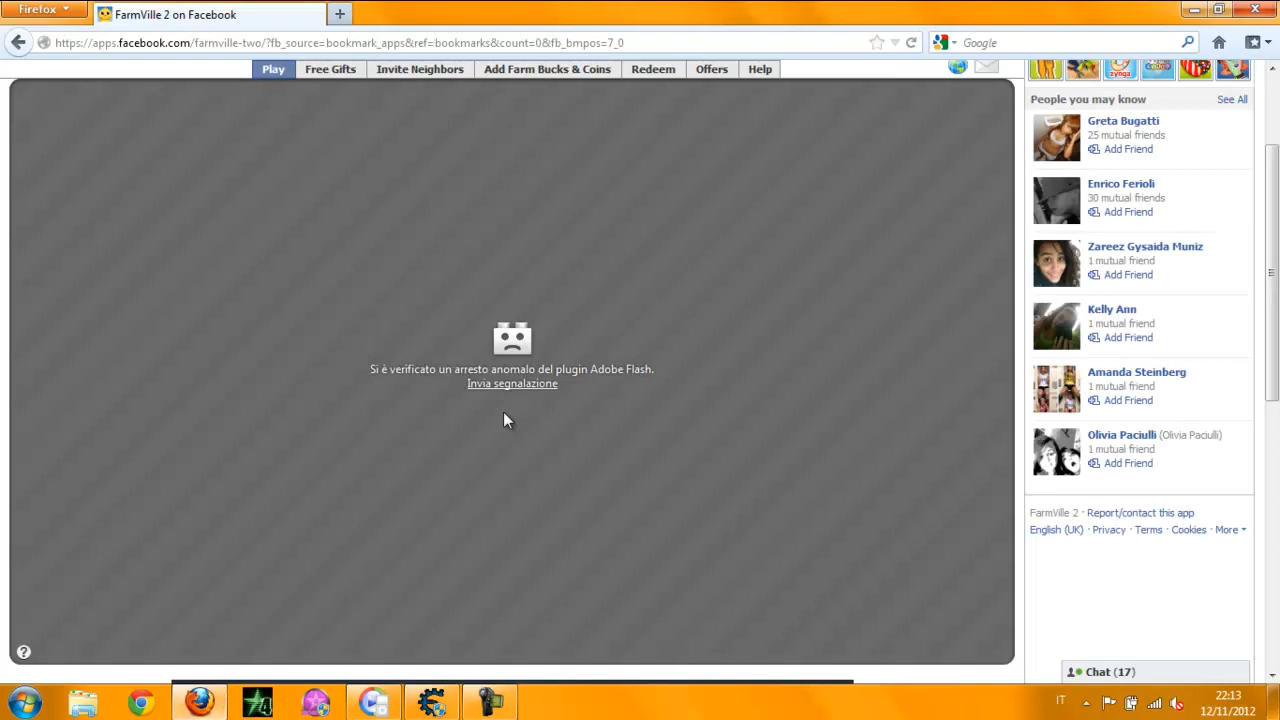 Firefox
FarmVille 2 on Facebook
https://apps.facebook.com/farmville-two/?fb_source=bookmark_apps&ref=bookmarks&count=0&fb_bmpos=7_0
Google
Play
Free Gifts
Invite Neighbors
Add Farm Bucks & Coins
Redeem
Offers
Help
zynga
People you may know
See All
Greta Bugatti
25 mutual friends
Add Friend
Enrico Ferioli
30 mutual friends
Add Friend
Zareez Gysaida Muniz
1 mutual friend
Add Friend
Kelly Ann
1 mutual friend
Add Friend
Amanda Steinberg
1 mutual friend
Add Friend
Olivia Paciulli (Olivia Paciulli)
1 mutual friend
Add Friend
Si è verificato un arresto anomalo del plugin Adobe Flash.
Invia segnalazione
FarmVille 2 · Report/contact this app
English (UK) · Privacy · Terms · Cookies · More
?
Chat (17)
4
IT
22:13
12/11/2012